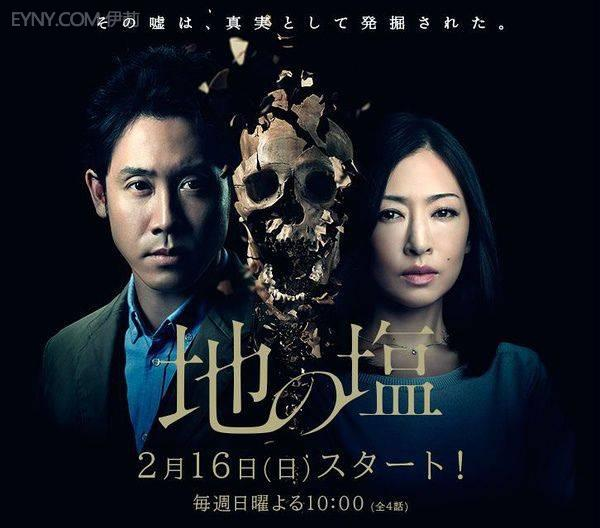 EYNY.COM 伊莉
その嘘は、真実として発掘された。
地の塩
2月16日(日)スタート!
毎週日曜よる10:00 (全4話)